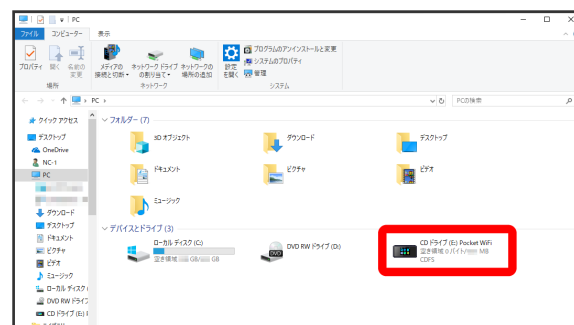 PC
ファイル コンピューター 表示
プロパティ 開く 名前の変更 メディアの接続と切断 ネットワーク ドライブの割り当て ネットワークの場所の追加 設定を開く プログラムのアンインストールと変更
システムのプロパティ
管理
場所 ネットワーク システム
PC PCの検索
クイック アクセス
デスクトップ
OneDrive
NC-1
PC
ダウンロード
デスクトップ
ドキュメント
ピクチャ
ビデオ
ミュージック
ローカル ディスク (
DVD RW ドライブ
CD ドライブ (E:) P
フォルダー (7)
3D オブジェクト ダウンロード デスクトップ
ドキュメント ピクチャ ビデオ
ミュージック
デバイスとドライブ (3)
ローカル ディスク (C:) DVD RW ドライブ (D:) CD ドライブ (E:) Pocket WiFi
空き領域 GB/ GB 空き領域 0 バイト/ MB
CDFS